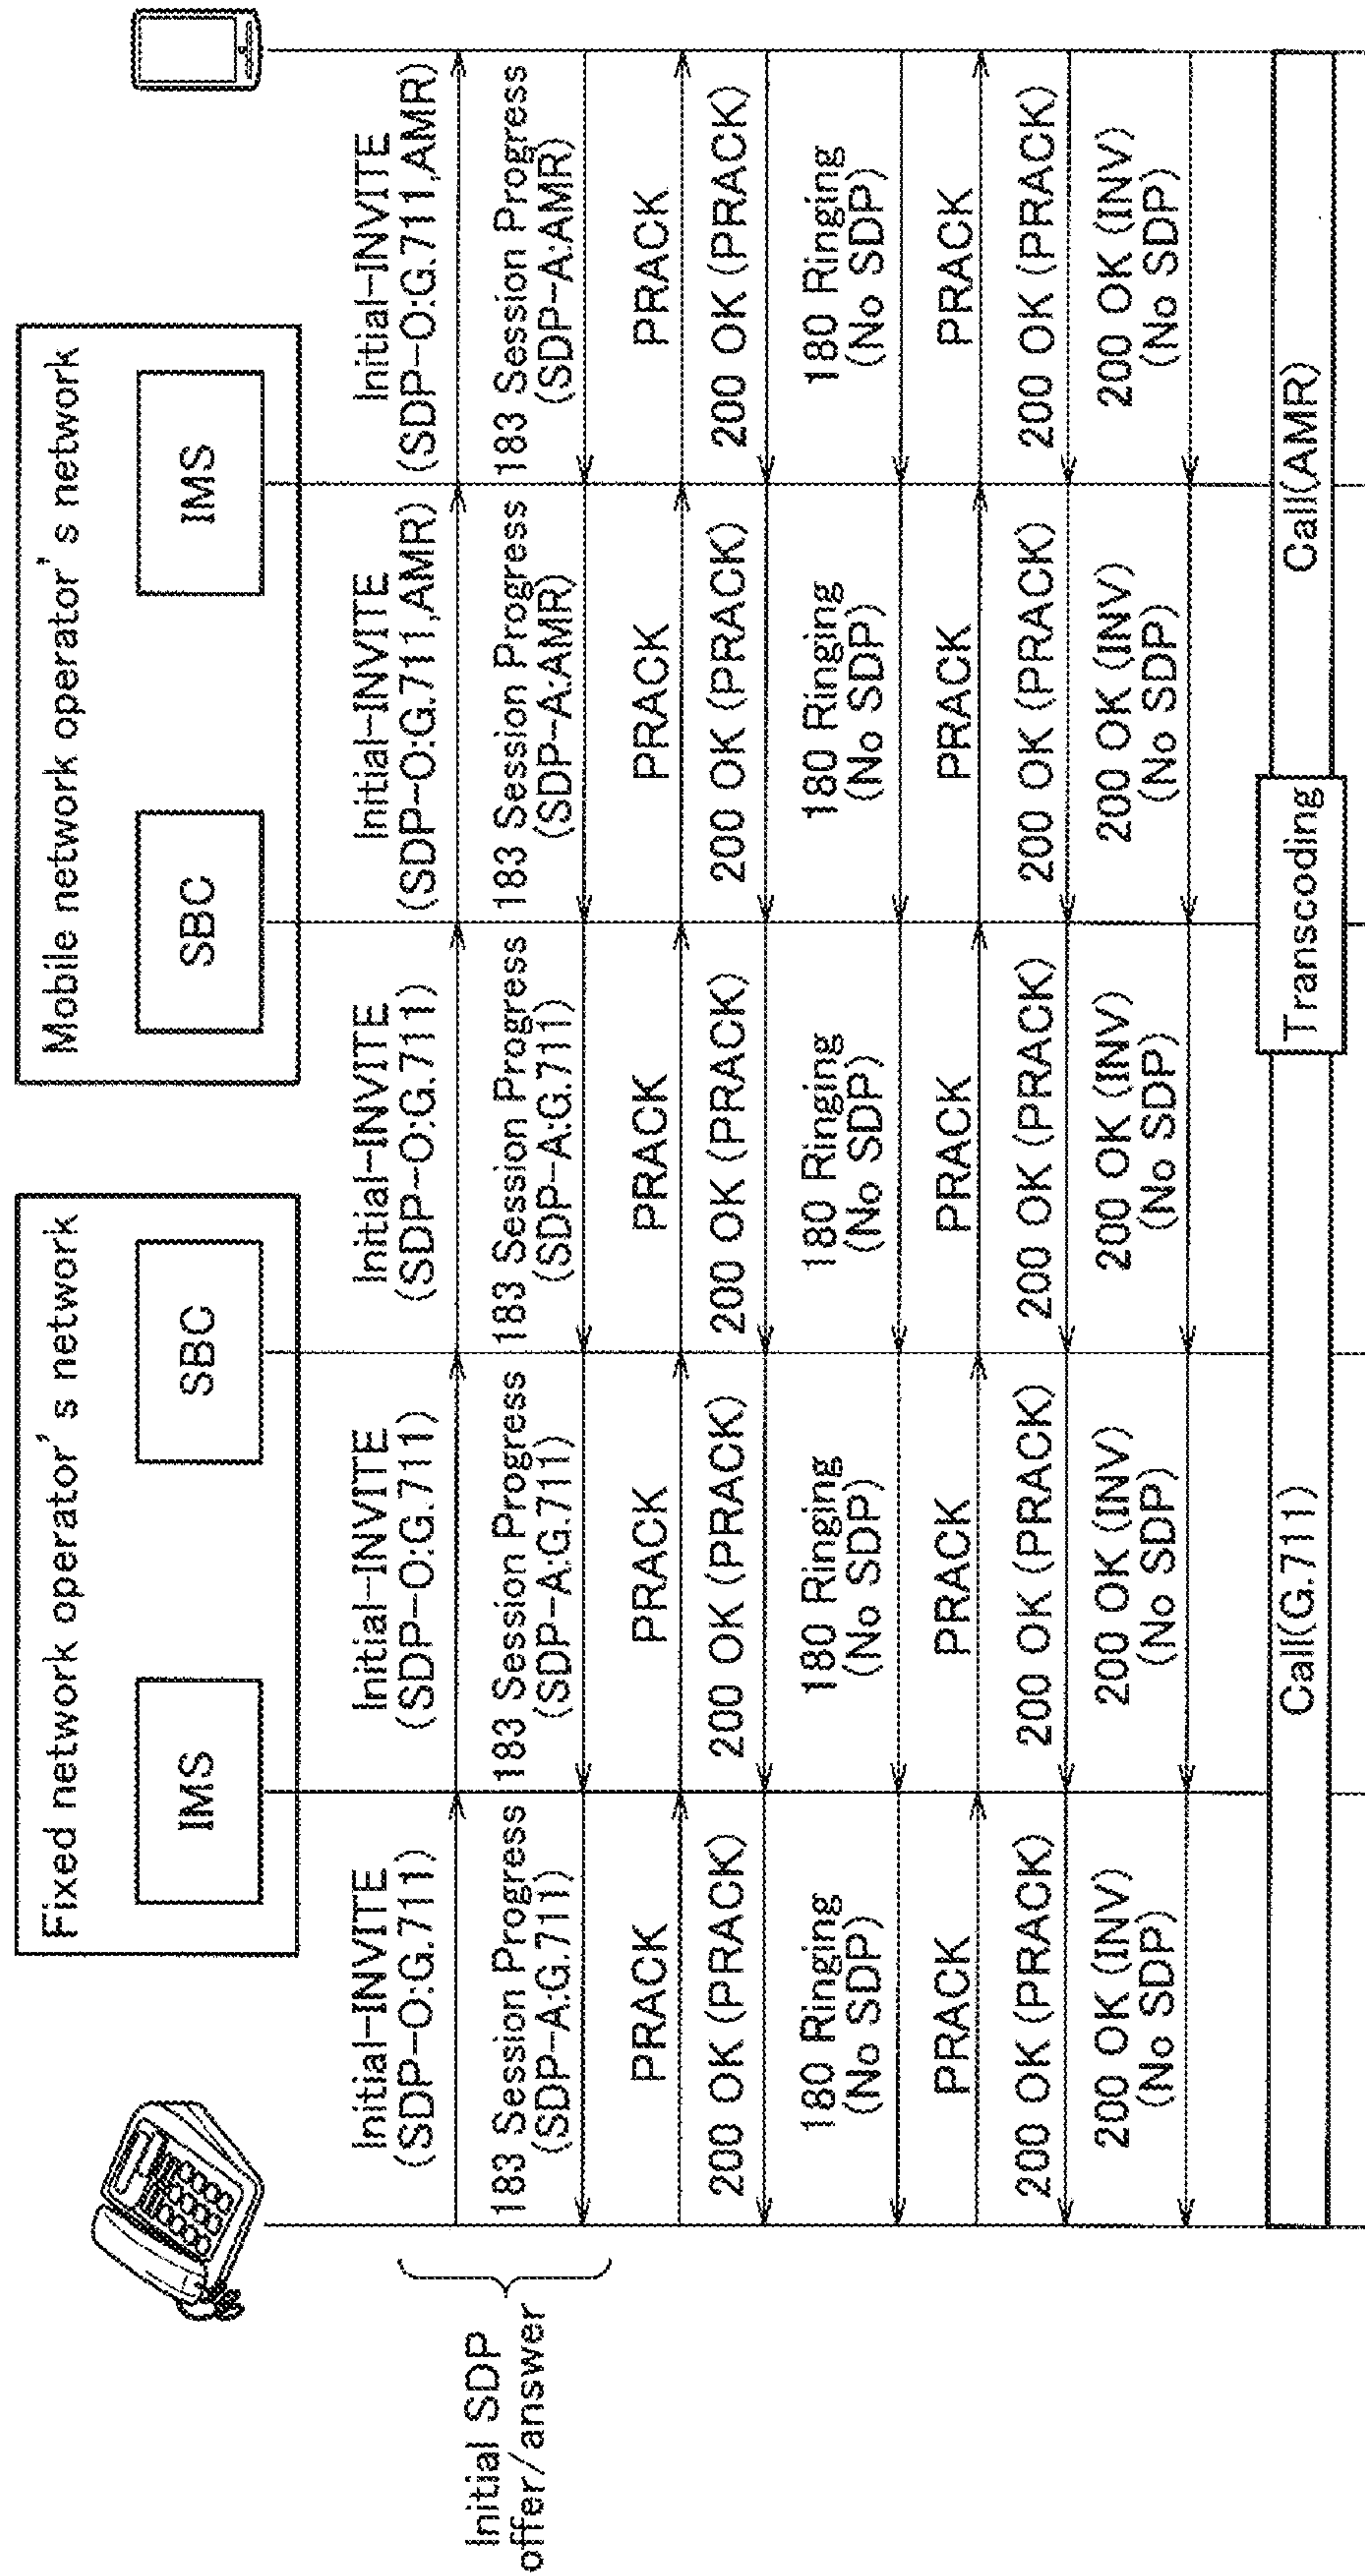 Fixed network operator's network
Mobile network operator's network
IMS
SBC
SBC
IMS
Initial SDP
offer/answer
Initial-INVITE
(SDP-O:G.711)
Initial-INVITE
(SDP-O:G.711)
Initial-INVITE
(SDP-O:G.711)
Initial-INVITE
(SDP-O:G.711,AMR)
Initial-INVITE
(SDP-O:G.711,AMR)
183 Session Progress
(SDP-A:G.711)
183 Session Progress
(SDP-A:G.711)
183 Session Progress
(SDP-A:G.711)
183 Session Progress
(SDP-A:AMR)
183 Session Progress
(SDP-A:AMR)
PRACK
PRACK
PRACK
PRACK
PRACK
200 OK (PRACK)
200 OK (PRACK)
200 OK (PRACK)
200 OK (PRACK)
200 OK (PRACK)
180 Ringing
(No SDP)
180 Ringing
(No SDP)
180 Ringing
(No SDP)
180 Ringing
(No SDP)
180 Ringing
(No SDP)
PRACK
PRACK
PRACK
PRACK
PRACK
200 OK (PRACK)
200 OK (PRACK)
200 OK (PRACK)
200 OK (PRACK)
200 OK (PRACK)
200 OK (INV)
(No SDP)
200 OK (INV)
(No SDP)
200 OK (INV)
(No SDP)
200 OK (INV)
(No SDP)
200 OK (INV)
(No SDP)
Call(G.711)
Transcoding
Call(AMR)